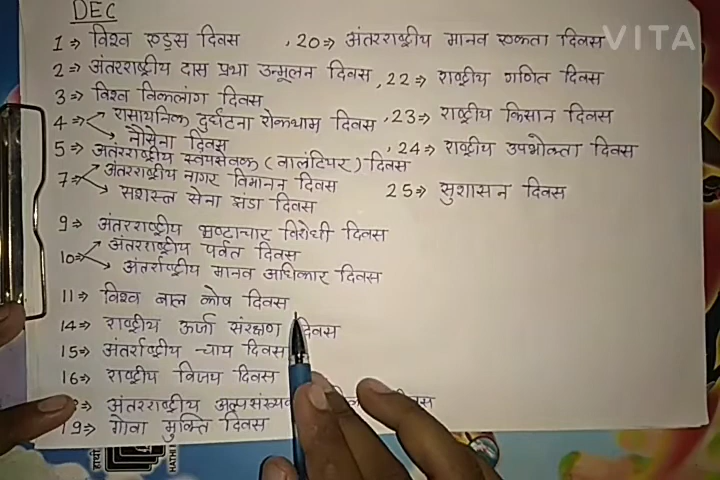 DEC
1⇒ विश्व एड्स दिवस
2⇒ अंतरराष्ट्रीय दास प्रथा उन्मूलन दिवस
3⇒ विश्व विकलांग दिवस
4⇒ रासायनिक दुर्घटना रोकथाम दिवस
नौसेना दिवस
5⇒ अंतरराष्ट्रीय स्वयंसेवक (वालंटियर) दिवस
7⇒ अंतरराष्ट्रीय नागर विमानन दिवस
सशस्त्र सेना झंडा दिवस
9⇒ अंतरराष्ट्रीय भ्रष्टाचार विरोधी दिवस
10⇒ अंतरराष्ट्रीय पर्वत दिवस
अंतर्राष्ट्रीय मानव अधिकार दिवस
11⇒ विश्व बाल कोष दिवस
14⇒ राष्ट्रीय ऊर्जा संरक्षण दिवस
15⇒ अंतर्राष्ट्रीय चाय दिवस
16⇒ राष्ट्रीय विजय दिवस
अंतरराष्ट्रीय दिवस
19⇒ गोवा मुक्ति दिवस
, 20⇒ अंतरराष्ट्रीय मानव एकता दिवस
, 22⇒ राष्ट्रीय गणित दिवस
, 23⇒ राष्ट्रीय किसान दिवस
, 24⇒ राष्ट्रीय उपभोक्ता दिवस
25⇒ सुशासन दिवस
VITA